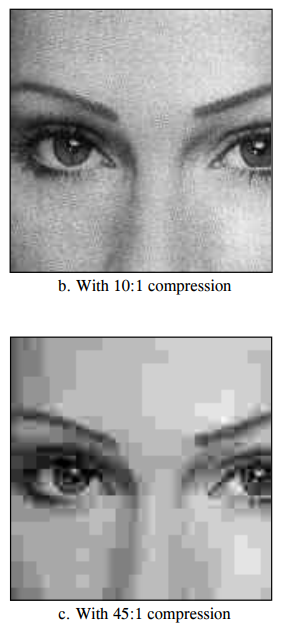 b. With 10:1 compression
c. With 45:1 compression